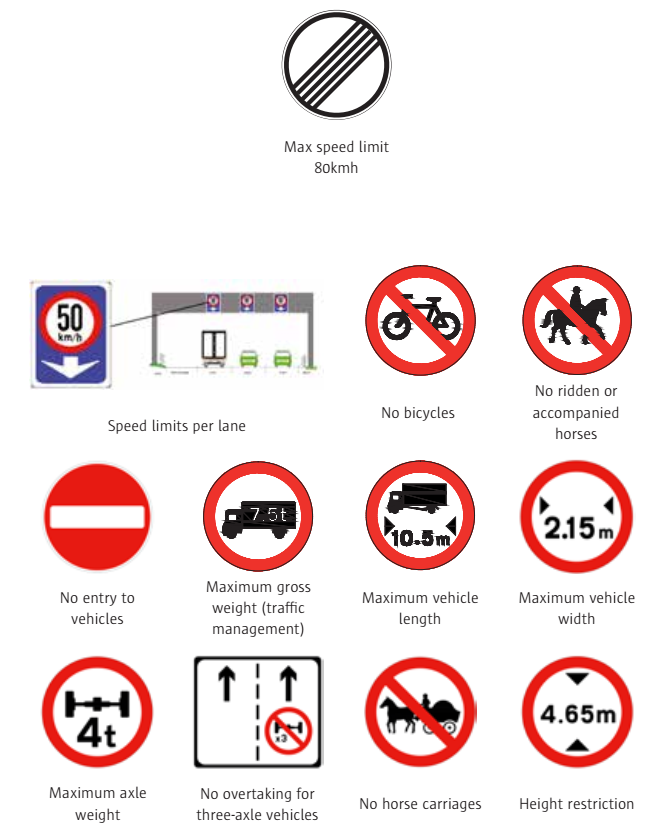 Max speed limit
80kmh
50
km/h
Speed limits per lane
No bicycles
No ridden or
accompanied
horses
No entry to
vehicles
7.5t
Maximum gross
weight (traffic
management)
10.5m
Maximum vehicle
length
2.15m
Maximum vehicle
width
4t
Maximum axle
weight
x3
No overtaking for
three-axle vehicles
No horse carriages
4.65m
Height restriction